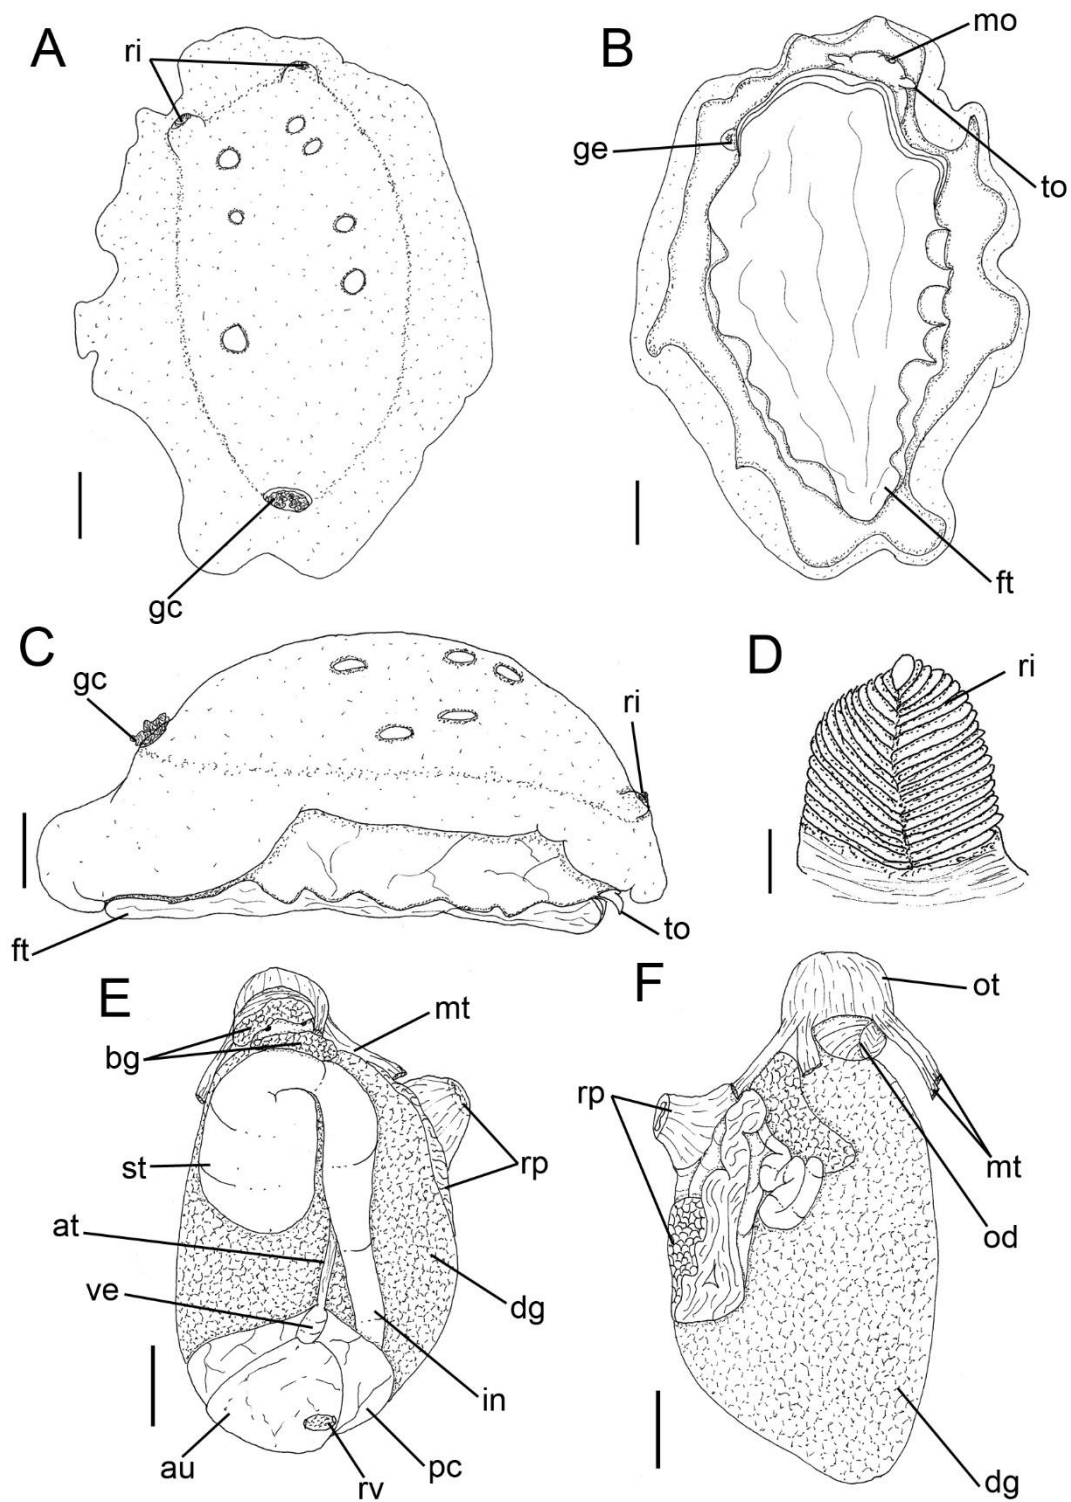 A
ri
gc
B
mo
ge
to
ft
C
gc
ri
ft
to
D
ri
E
mt
bg
rp
st
at
ve
dg
in
au
rv
pc
F
ot
rp
mt
od
dg